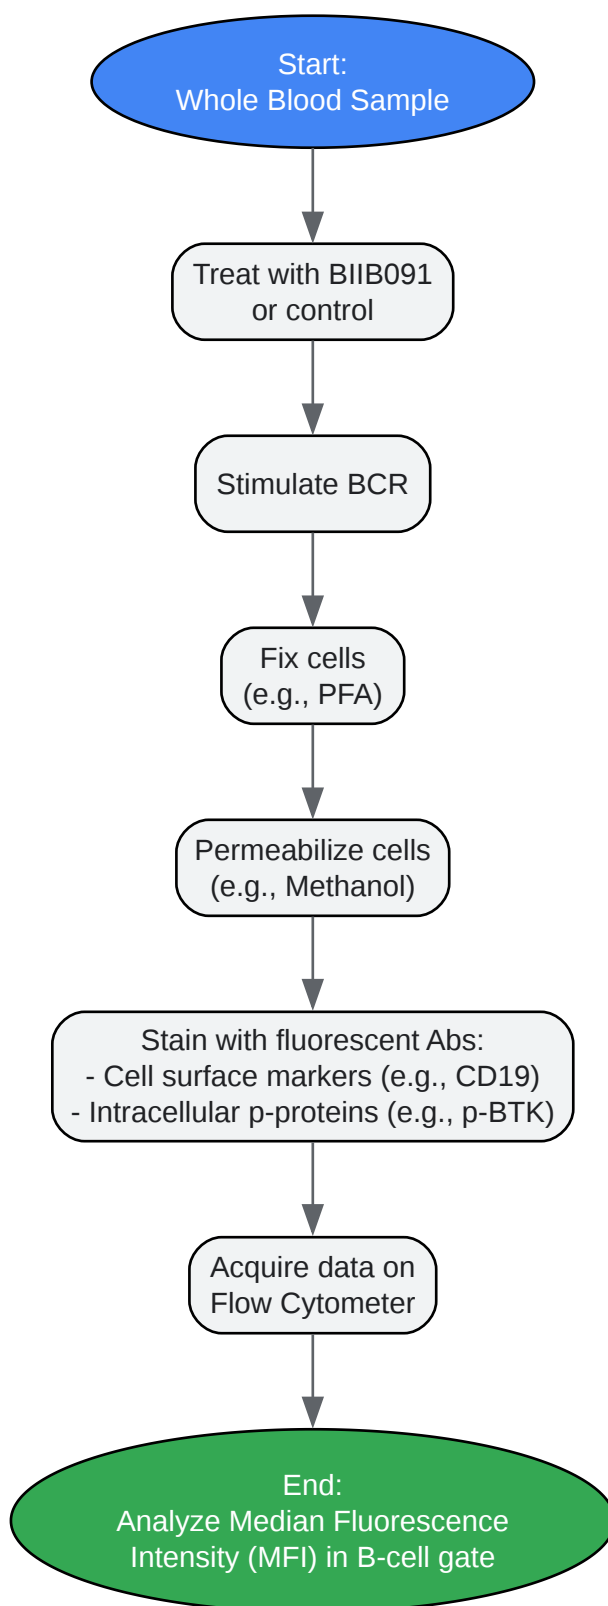 Start:
Whole Blood Sample
Treat with BIIB091
or control
Stimulate BCR
Fix cells
(e.g., PFA)
Permeabilize cells
(e.g., Methanol)
Stain with fluorescent Abs:
- Cell surface markers (e.g., CD19)
- Intracellular p-proteins (e.g., p-BTK)
Acquire data on
Flow Cytometer
End:
Analyze Median Fluorescence
Intensity (MFI) in B-cell gate